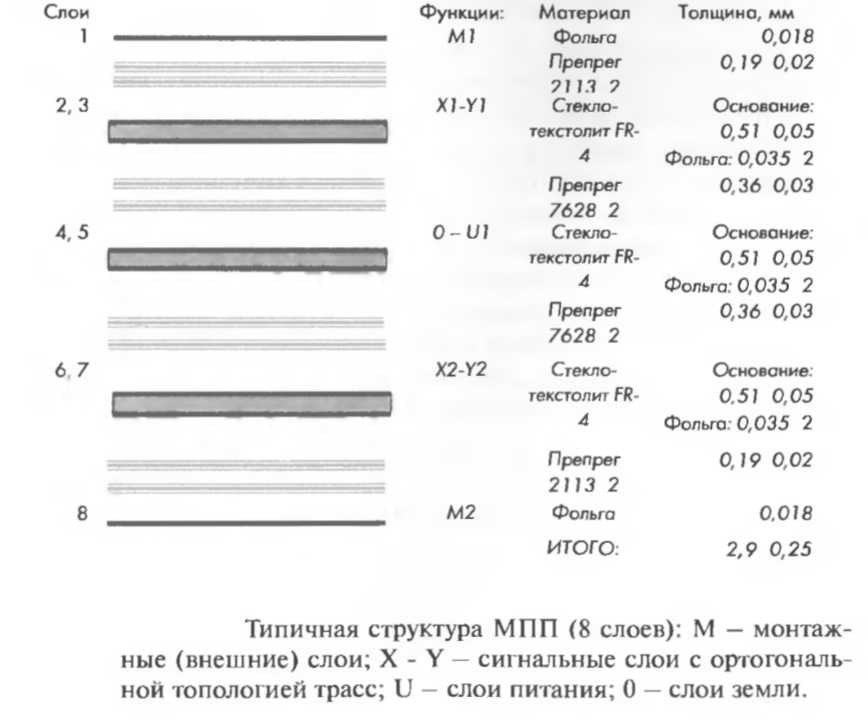 Слои Функции: Материал Толщина, мм
1 М1 Фольга 0,018
Препрег 0,19 0,02
2113 2
2, 3 X1-Y1 Стекло- Основание:
текстолит FR- 0,51 0,05
4 Фольга: 0,035 2
Препрег 0,36 0,03
7628 2
4, 5 0 – U1 Стекло- Основание:
текстолит FR- 0,51 0,05
4 Фольга: 0,035 2
Препрег 0,36 0,03
7628 2
6, 7 X2-Y2 Стекло- Основание:
текстолит FR- 0,51 0,05
4 Фольга: 0,035 2
Препрег 0,19 0,02
2113 2
8 М2 Фольга 0,018
ИТОГО: 2,9 0,25
Типичная структура МПП (8 слоев): М – монтаж-
ные (внешние) слои; X - Y – сигнальные слои с ортогональ-
ной топологией трасс; U – слои питания; 0 – слои земли.